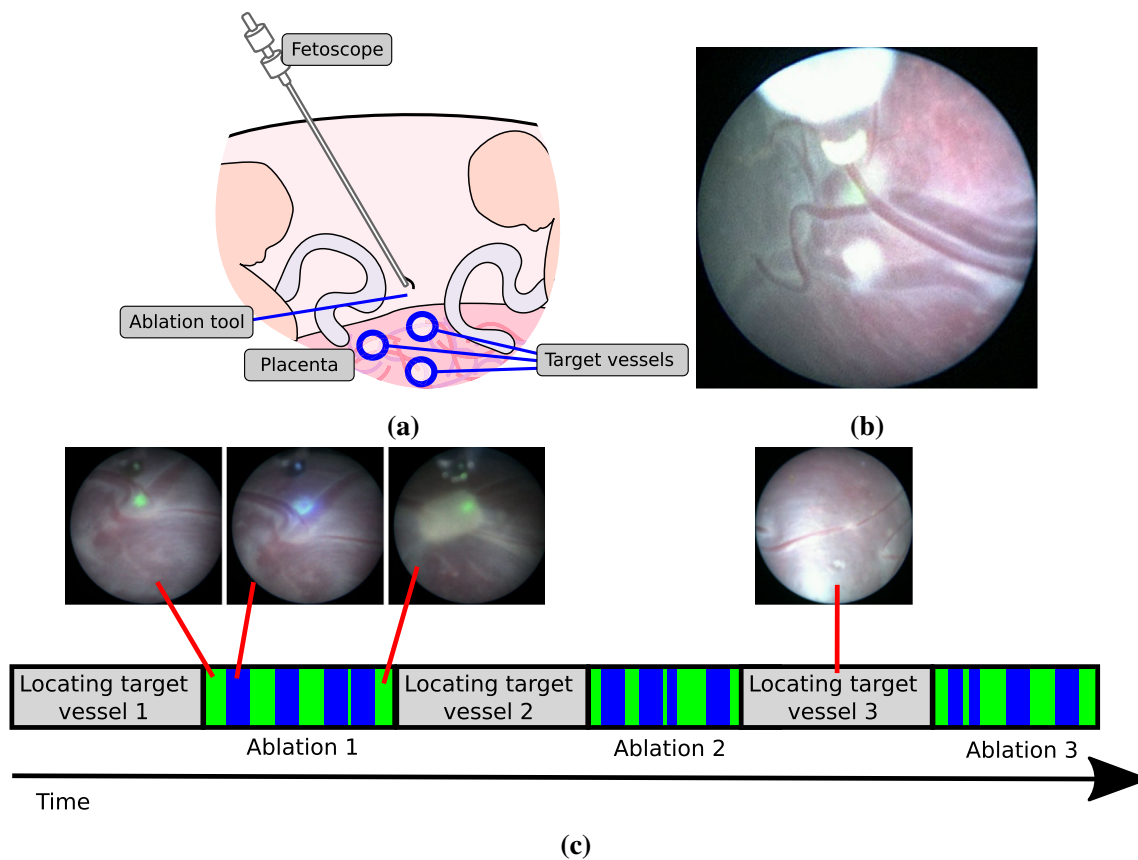 Fetoscope
Ablation tool
Placenta
Target vessels
(a)
(b)
Locating target
vessel 1
Locating target
vessel 2
Locating target
vessel 3
Ablation 1
Ablation 2
Ablation 3
Time
(c)